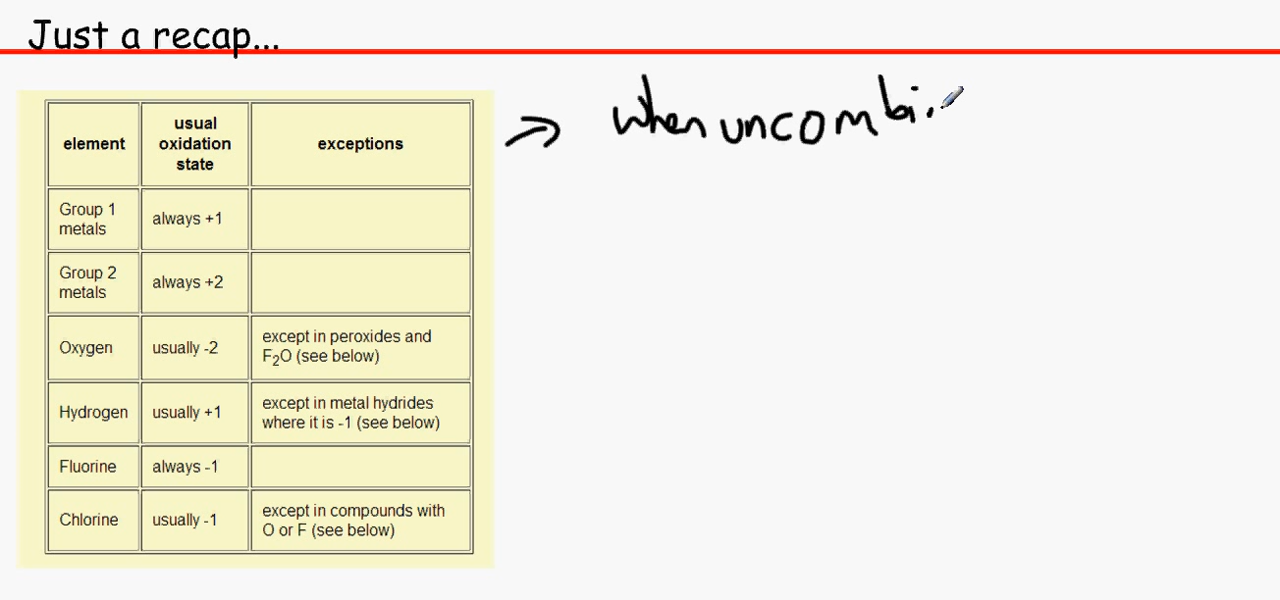 Just a recap...
when uncombi
element usual oxidation state exceptions
Group 1 metals always +1
Group 2 metals always +2
Oxygen usually -2 except in peroxides and F₂O (see below)
Hydrogen usually +1 except in metal hydrides where it is -1 (see below)
Fluorine always -1
Chlorine usually -1 except in compounds with O or F (see below)